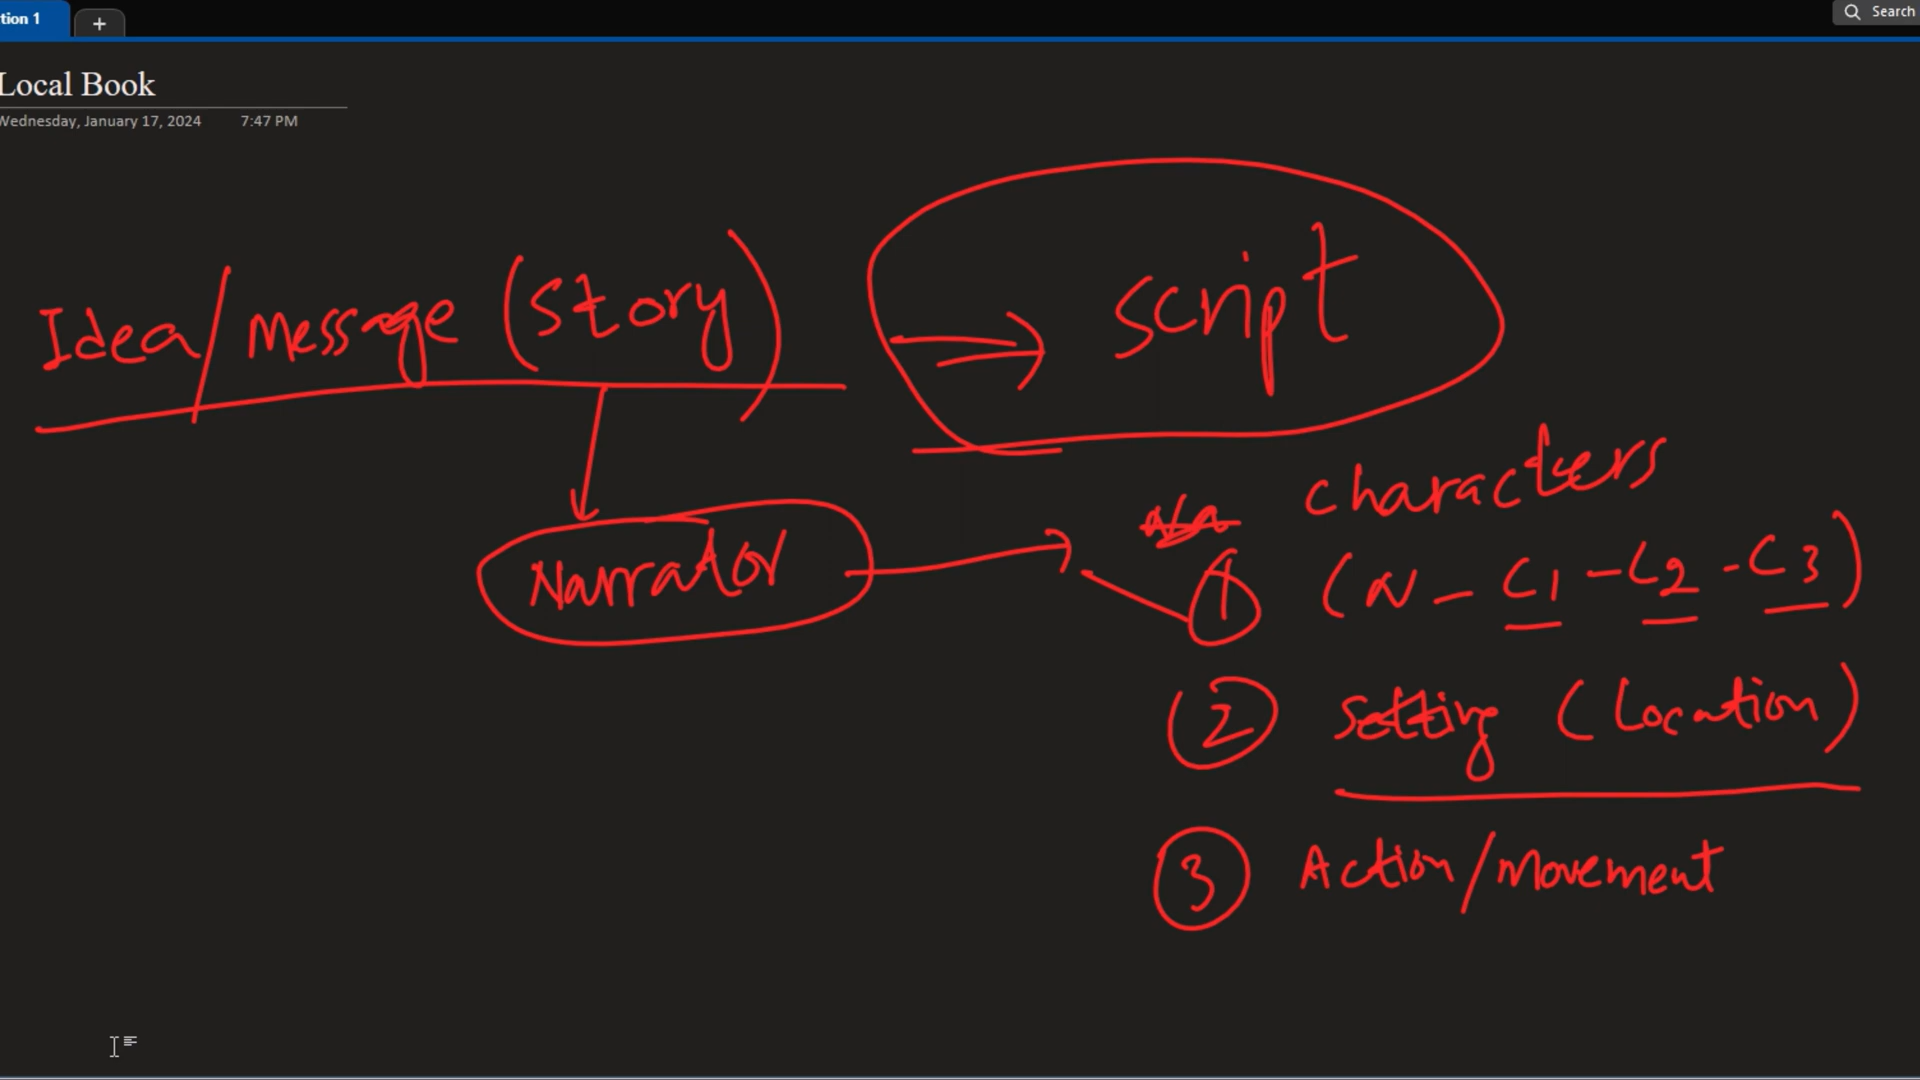 tion 1
+
Search
Local Book
Wednesday, January 17, 2024 7:47 PM
Idea/Message (Story) ⇒ Script
Narrator → characters
① (N - C1 - C2 - C3)
② Setting (Location)
③ Action/Movement